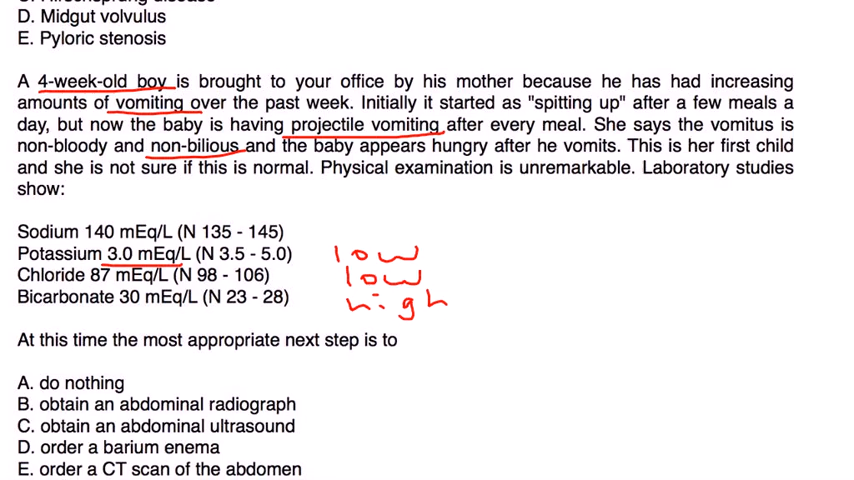 D. Midgut volvulus
E. Pyloric stenosis
A 4-week-old boy is brought to your office by his mother because he has had increasing
amounts of vomiting over the past week. Initially it started as "spitting up" after a few meals a
day, but now the baby is having projectile vomiting after every meal. She says the vomitus is
non-bloody and non-bilious and the baby appears hungry after he vomits. This is her first child
and she is not sure if this is normal. Physical examination is unremarkable. Laboratory studies
show:
Sodium 140 mEq/L (N 135 - 145)
Potassium 3.0 mEq/L (N 3.5 - 5.0) low
Chloride 87 mEq/L (N 98 - 106) low
Bicarbonate 30 mEq/L (N 23 - 28) high
At this time the most appropriate next step is to
A. do nothing
B. obtain an abdominal radiograph
C. obtain an abdominal ultrasound
D. order a barium enema
E. order a CT scan of the abdomen